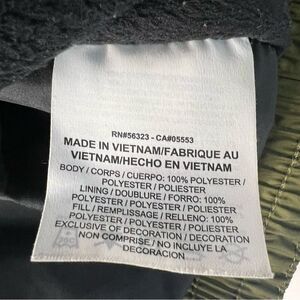 RN#56323 - CA#05553
MADE IN VIETNAM/FABRIQUE AU
VIETNAM/HECHO EN VIETNAM
BODY / CORPS / CUERPO: 100% POLYESTER /
POLYESTER / POLIESTER
LINING / DOUBLURE / FORRO: 100%
POLYESTER / POLYESTER / POLIESTER
FILL / REMPLISSAGE / RELLENO: 100%
POLYESTER / POLYESTER / POLIESTER
EXCLUSIVE OF DECORATION / DECORATION
NON COMPRISE / NO INCLUYE LA
DECORACION